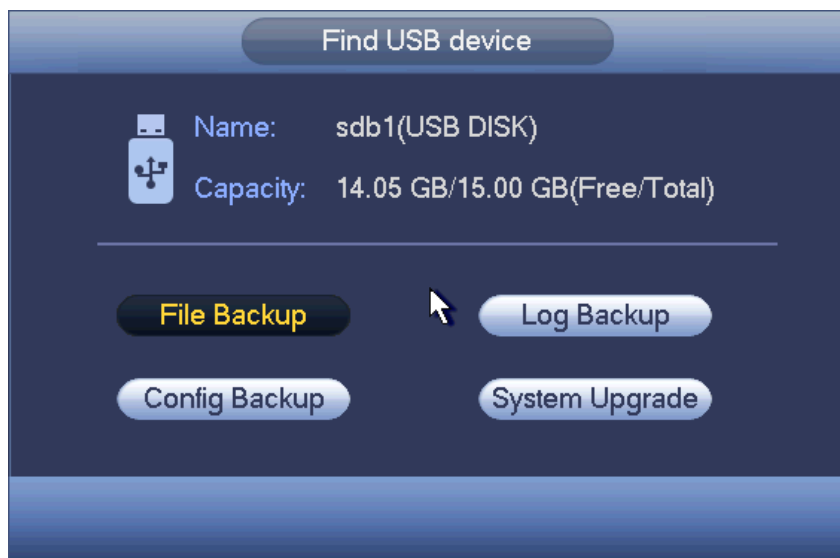 Find USB device
Name: sdb1(USB DISK)
Capacity: 14.05 GB/15.00 GB(Free/Total)
File Backup Log Backup
Config Backup System Upgrade